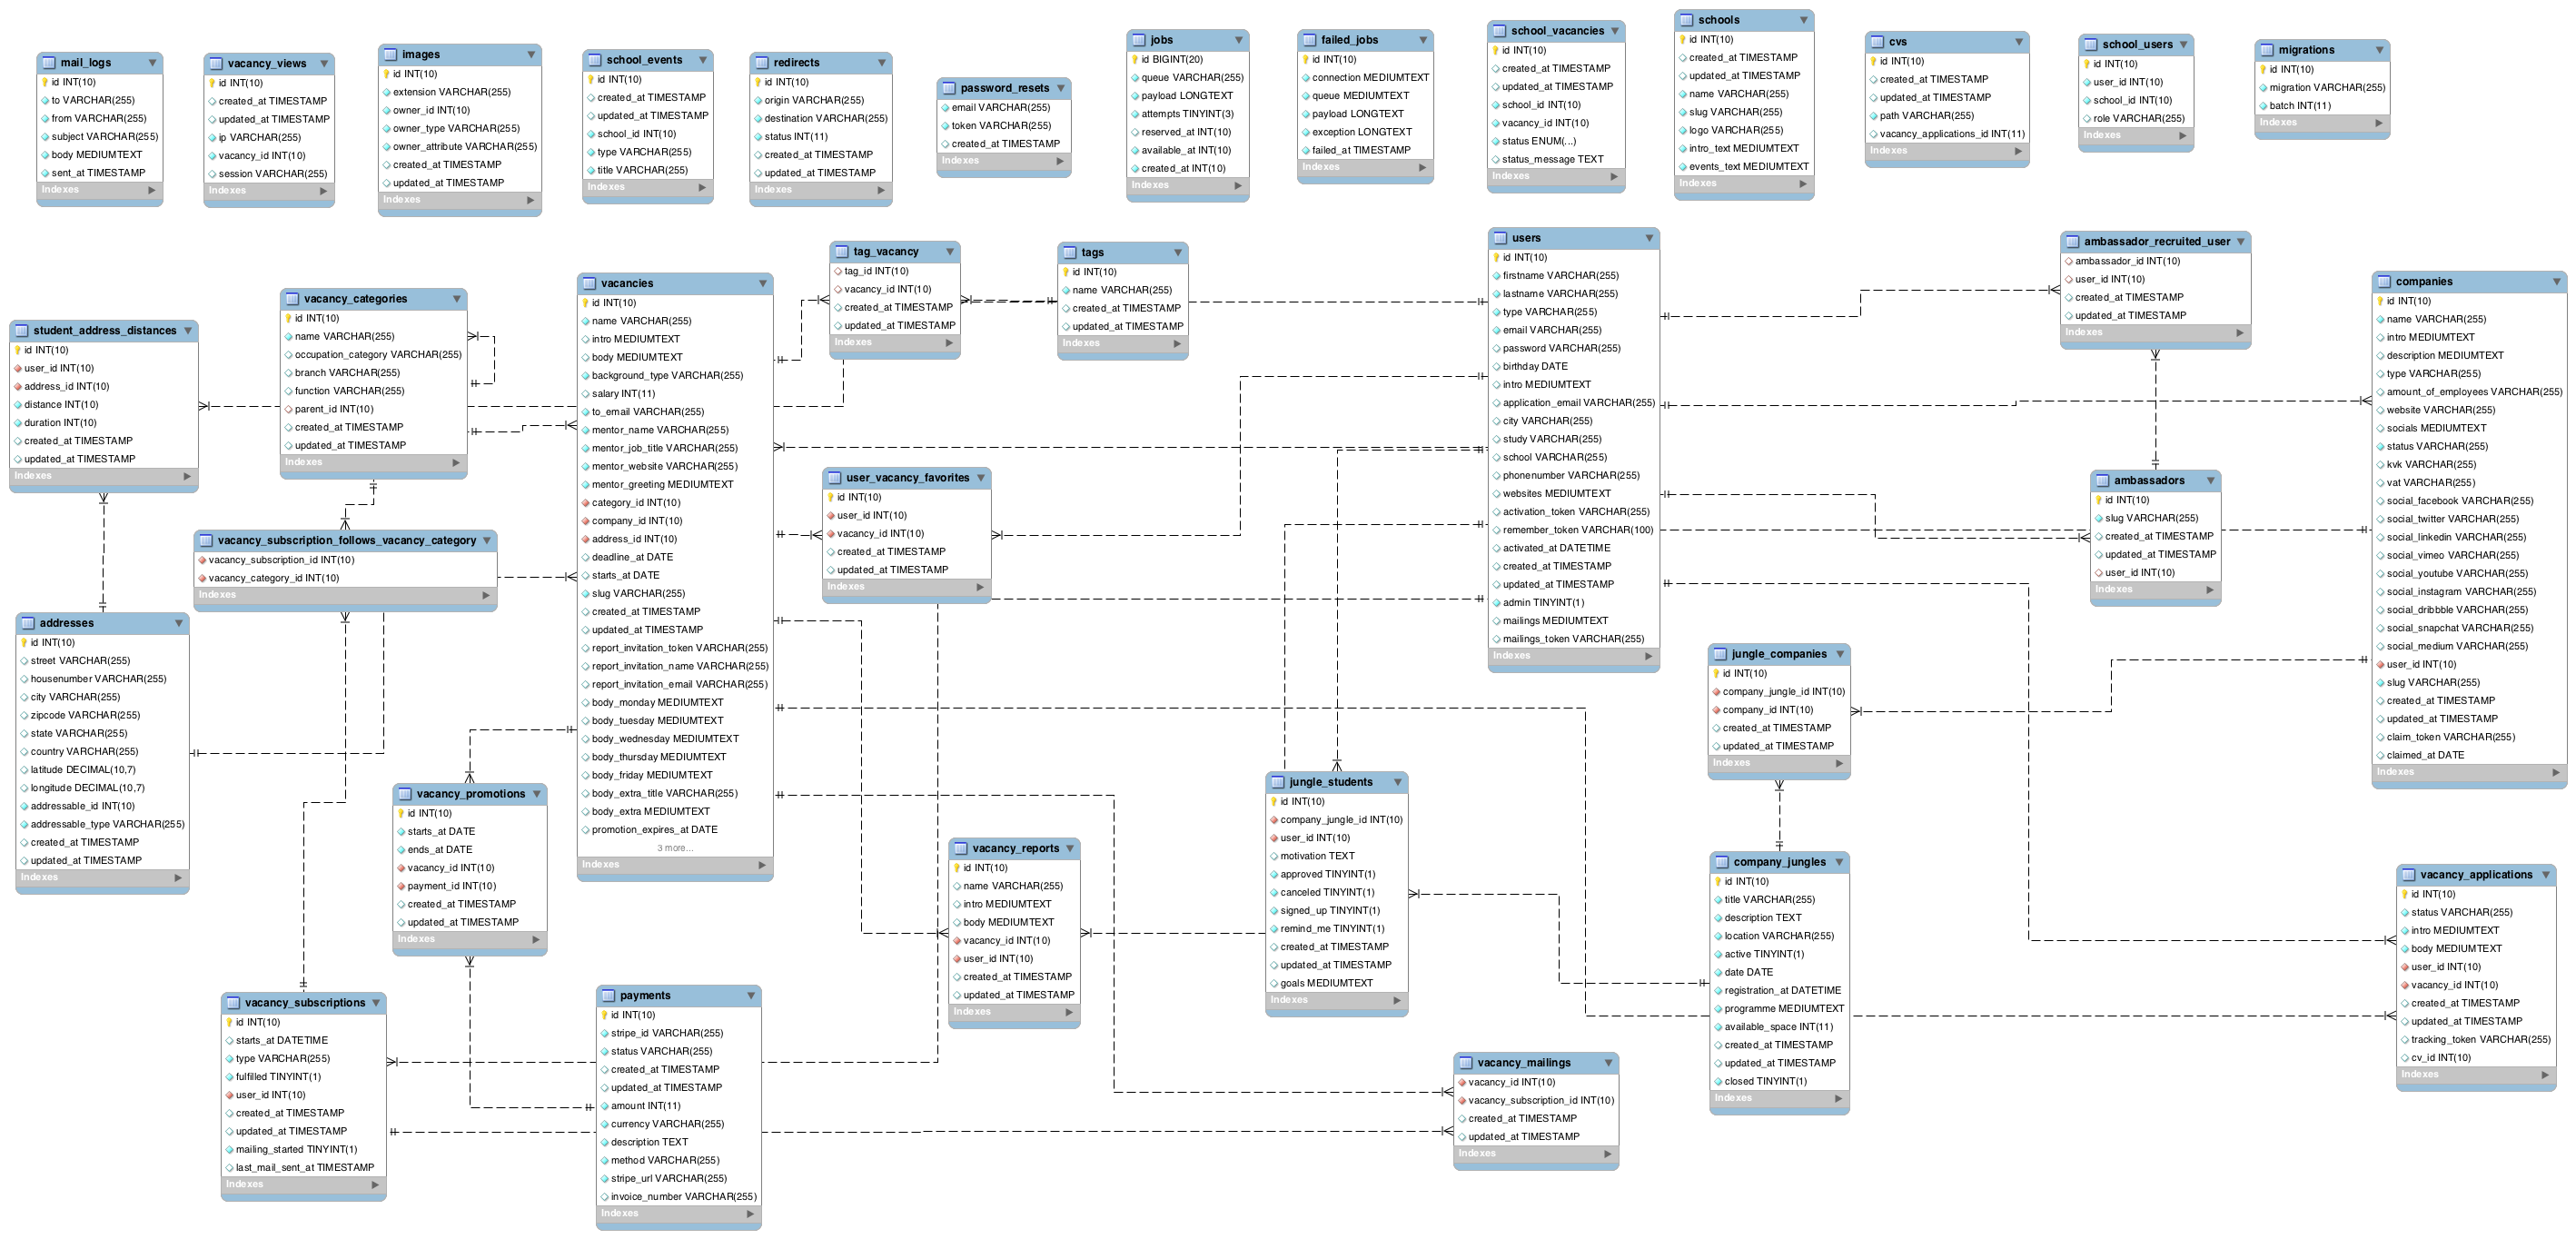 mail_logs
id INT(10)
to VARCHAR(255)
from VARCHAR(255)
subject VARCHAR(255)
body MEDIUMTEXT
sent_at TIMESTAMP
Indexes
vacancy_views
id INT(10)
created_at TIMESTAMP
updated_at TIMESTAMP
ip VARCHAR(255)
vacancy_id INT(10)
session VARCHAR(255)
Indexes
images
id INT(10)
extension VARCHAR(255)
owner_id INT(10)
owner_type VARCHAR(255)
owner_attribute VARCHAR(255)
created_at TIMESTAMP
updated_at TIMESTAMP
Indexes
school_events
id INT(10)
created_at TIMESTAMP
updated_at TIMESTAMP
school_id INT(10)
type VARCHAR(255)
title VARCHAR(255)
Indexes
redirects
id INT(10)
origin VARCHAR(255)
destination VARCHAR(255)
status INT(11)
created_at TIMESTAMP
updated_at TIMESTAMP
Indexes
password_resets
email VARCHAR(255)
token VARCHAR(255)
created_at TIMESTAMP
Indexes
jobs
id BIGINT(20)
queue VARCHAR(255)
payload LONGTEXT
attempts TINYINT(3)
reserved_at INT(10)
available_at INT(10)
created_at INT(10)
Indexes
failed_jobs
id INT(10)
connection MEDIUMTEXT
queue MEDIUMTEXT
payload LONGTEXT
exception LONGTEXT
failed_at TIMESTAMP
Indexes
school_vacancies
id INT(10)
created_at TIMESTAMP
updated_at TIMESTAMP
school_id INT(10)
vacancy_id INT(10)
status ENUM(...)
status_message TEXT
Indexes
schools
id INT(10)
created_at TIMESTAMP
updated_at TIMESTAMP
name VARCHAR(255)
slug VARCHAR(255)
logo VARCHAR(255)
intro_text MEDIUMTEXT
events_text MEDIUMTEXT
Indexes
cvs
id INT(10)
created_at TIMESTAMP
updated_at TIMESTAMP
path VARCHAR(255)
vacancy_applications_id INT(11)
Indexes
school_users
id INT(10)
user_id INT(10)
school_id INT(10)
role VARCHAR(255)
Indexes
migrations
id INT(10)
migration VARCHAR(255)
batch INT(11)
Indexes
student_address_distances
id INT(10)
user_id INT(10)
address_id INT(10)
distance INT(10)
duration INT(10)
created_at TIMESTAMP
updated_at TIMESTAMP
Indexes
vacancy_categories
id INT(10)
name VARCHAR(255)
occupation_category VARCHAR(255)
branch VARCHAR(255)
function VARCHAR(255)
parent_id INT(10)
created_at TIMESTAMP
updated_at TIMESTAMP
Indexes
vacancies
id INT(10)
name VARCHAR(255)
intro MEDIUMTEXT
body MEDIUMTEXT
background_type VARCHAR(255)
salary INT(11)
to_email VARCHAR(255)
mentor_name VARCHAR(255)
mentor_job_title VARCHAR(255)
mentor_website VARCHAR(255)
mentor_greeting MEDIUMTEXT
category_id INT(10)
company_id INT(10)
address_id INT(10)
deadline_at DATE
starts_at DATE
slug VARCHAR(255)
created_at TIMESTAMP
updated_at TIMESTAMP
report_invitation_token VARCHAR(255)
report_invitation_name VARCHAR(255)
report_invitation_email VARCHAR(255)
body_monday MEDIUMTEXT
body_tuesday MEDIUMTEXT
body_wednesday MEDIUMTEXT
body_thursday MEDIUMTEXT
body_friday MEDIUMTEXT
body_extra_title VARCHAR(255)
body_extra MEDIUMTEXT
promotion_expires_at DATE
3 more...
Indexes
tag_vacancy
tag_id INT(10)
vacancy_id INT(10)
created_at TIMESTAMP
updated_at TIMESTAMP
Indexes
tags
id INT(10)
name VARCHAR(255)
created_at TIMESTAMP
updated_at TIMESTAMP
Indexes
users
id INT(10)
firstname VARCHAR(255)
lastname VARCHAR(255)
type VARCHAR(255)
email VARCHAR(255)
password VARCHAR(255)
birthday DATE
intro MEDIUMTEXT
application_email VARCHAR(255)
city VARCHAR(255)
study VARCHAR(255)
school VARCHAR(255)
phonenumber VARCHAR(255)
websites MEDIUMTEXT
activation_token VARCHAR(255)
remember_token VARCHAR(100)
activated_at DATETIME
created_at TIMESTAMP
updated_at TIMESTAMP
admin TINYINT(1)
mailings MEDIUMTEXT
mailings_token VARCHAR(255)
Indexes
ambassador_recruited_user
ambassador_id INT(10)
user_id INT(10)
created_at TIMESTAMP
updated_at TIMESTAMP
Indexes
companies
id INT(10)
name VARCHAR(255)
intro MEDIUMTEXT
description MEDIUMTEXT
type VARCHAR(255)
amount_of_employees VARCHAR(255)
website VARCHAR(255)
socials MEDIUMTEXT
status VARCHAR(255)
kvk VARCHAR(255)
vat VARCHAR(255)
social_facebook VARCHAR(255)
social_twitter VARCHAR(255)
social_linkedin VARCHAR(255)
social_vimeo VARCHAR(255)
social_youtube VARCHAR(255)
social_instagram VARCHAR(255)
social_dribbble VARCHAR(255)
social_snapchat VARCHAR(255)
social_medium VARCHAR(255)
user_id INT(10)
slug VARCHAR(255)
created_at TIMESTAMP
updated_at TIMESTAMP
claim_token VARCHAR(255)
claimed_at DATE
Indexes
user_vacancy_favorites
id INT(10)
user_id INT(10)
vacancy_id INT(10)
created_at TIMESTAMP
updated_at TIMESTAMP
Indexes
ambassadors
id INT(10)
slug VARCHAR(255)
created_at TIMESTAMP
updated_at TIMESTAMP
user_id INT(10)
Indexes
vacancy_subscription_follows_vacancy_category
vacancy_subscription_id INT(10)
vacancy_category_id INT(10)
Indexes
addresses
id INT(10)
street VARCHAR(255)
housenumber VARCHAR(255)
city VARCHAR(255)
zipcode VARCHAR(255)
state VARCHAR(255)
country VARCHAR(255)
latitude DECIMAL(10,7)
longitude DECIMAL(10,7)
addressable_id INT(10)
addressable_type VARCHAR(255)
created_at TIMESTAMP
updated_at TIMESTAMP
Indexes
jungle_companies
id INT(10)
company_jungle_id INT(10)
company_id INT(10)
created_at TIMESTAMP
updated_at TIMESTAMP
Indexes
vacancy_promotions
id INT(10)
starts_at DATE
ends_at DATE
vacancy_id INT(10)
payment_id INT(10)
created_at TIMESTAMP
updated_at TIMESTAMP
Indexes
jungle_students
id INT(10)
company_jungle_id INT(10)
user_id INT(10)
motivation TEXT
approved TINYINT(1)
canceled TINYINT(1)
signed_up TINYINT(1)
remind_me TINYINT(1)
created_at TIMESTAMP
updated_at TIMESTAMP
goals MEDIUMTEXT
Indexes
vacancy_reports
id INT(10)
name VARCHAR(255)
intro MEDIUMTEXT
body MEDIUMTEXT
vacancy_id INT(10)
user_id INT(10)
created_at TIMESTAMP
updated_at TIMESTAMP
Indexes
company_jungles
id INT(10)
title VARCHAR(255)
description TEXT
location VARCHAR(255)
active TINYINT(1)
date DATE
registration_at DATETIME
programme MEDIUMTEXT
available_space INT(11)
created_at TIMESTAMP
updated_at TIMESTAMP
closed TINYINT(1)
Indexes
vacancy_applications
id INT(10)
status VARCHAR(255)
intro MEDIUMTEXT
body MEDIUMTEXT
user_id INT(10)
vacancy_id INT(10)
created_at TIMESTAMP
updated_at TIMESTAMP
tracking_token VARCHAR(255)
cv_id INT(10)
Indexes
vacancy_subscriptions
id INT(10)
starts_at DATETIME
type VARCHAR(255)
fulfilled TINYINT(1)
user_id INT(10)
created_at TIMESTAMP
updated_at TIMESTAMP
mailing_started TINYINT(1)
last_mail_sent_at TIMESTAMP
Indexes
payments
id INT(10)
stripe_id VARCHAR(255)
status VARCHAR(255)
created_at TIMESTAMP
updated_at TIMESTAMP
amount INT(11)
currency VARCHAR(255)
description TEXT
method VARCHAR(255)
stripe_url VARCHAR(255)
invoice_number VARCHAR(255)
Indexes
vacancy_mailings
vacancy_id INT(10)
vacancy_subscription_id INT(10)
created_at TIMESTAMP
updated_at TIMESTAMP
Indexes